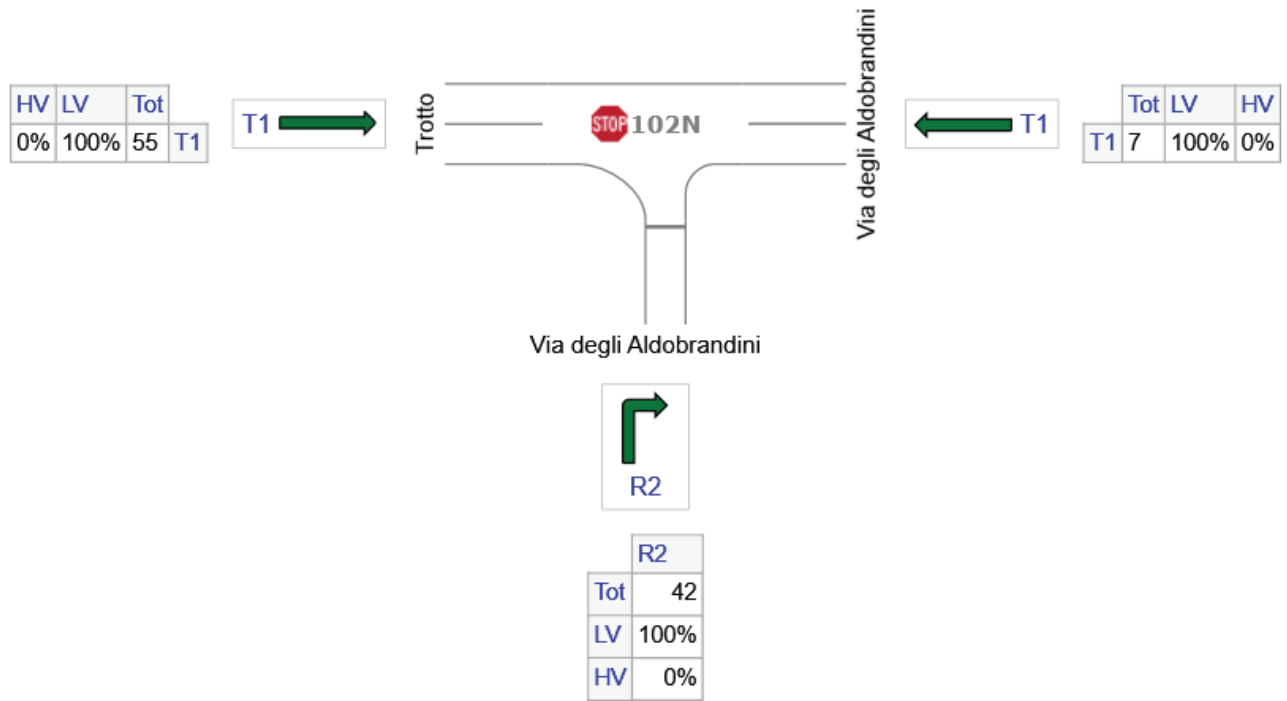 HV LV Tot
0% 100% 55 T1
T1
Trotto
STOP 102N
Via degli Aldobrandini
T1
Tot LV HV
T1 7 100% 0%
Via degli Aldobrandini
R2
R2
Tot 42
LV 100%
HV 0%